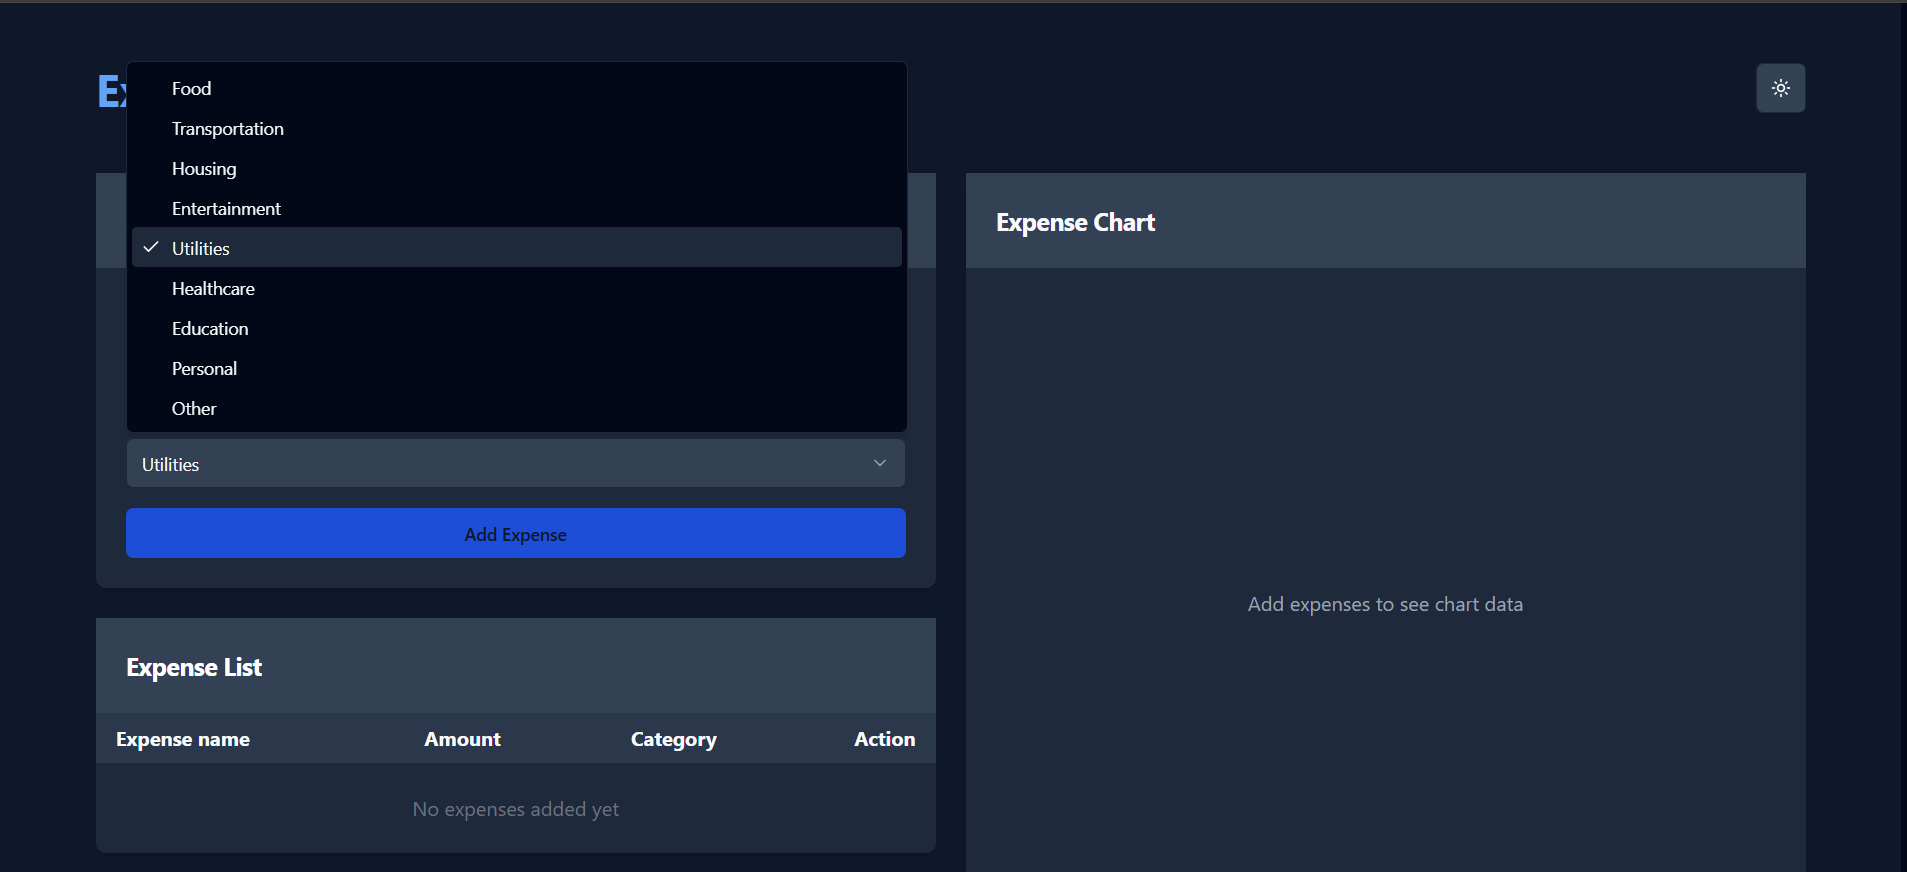 Food
Transportation
Housing
Entertainment
Utilities
Healthcare
Education
Personal
Other
Utilities
Add Expense
Expense List
Expense name Amount Category Action
No expenses added yet
Expense Chart
Add expenses to see chart data